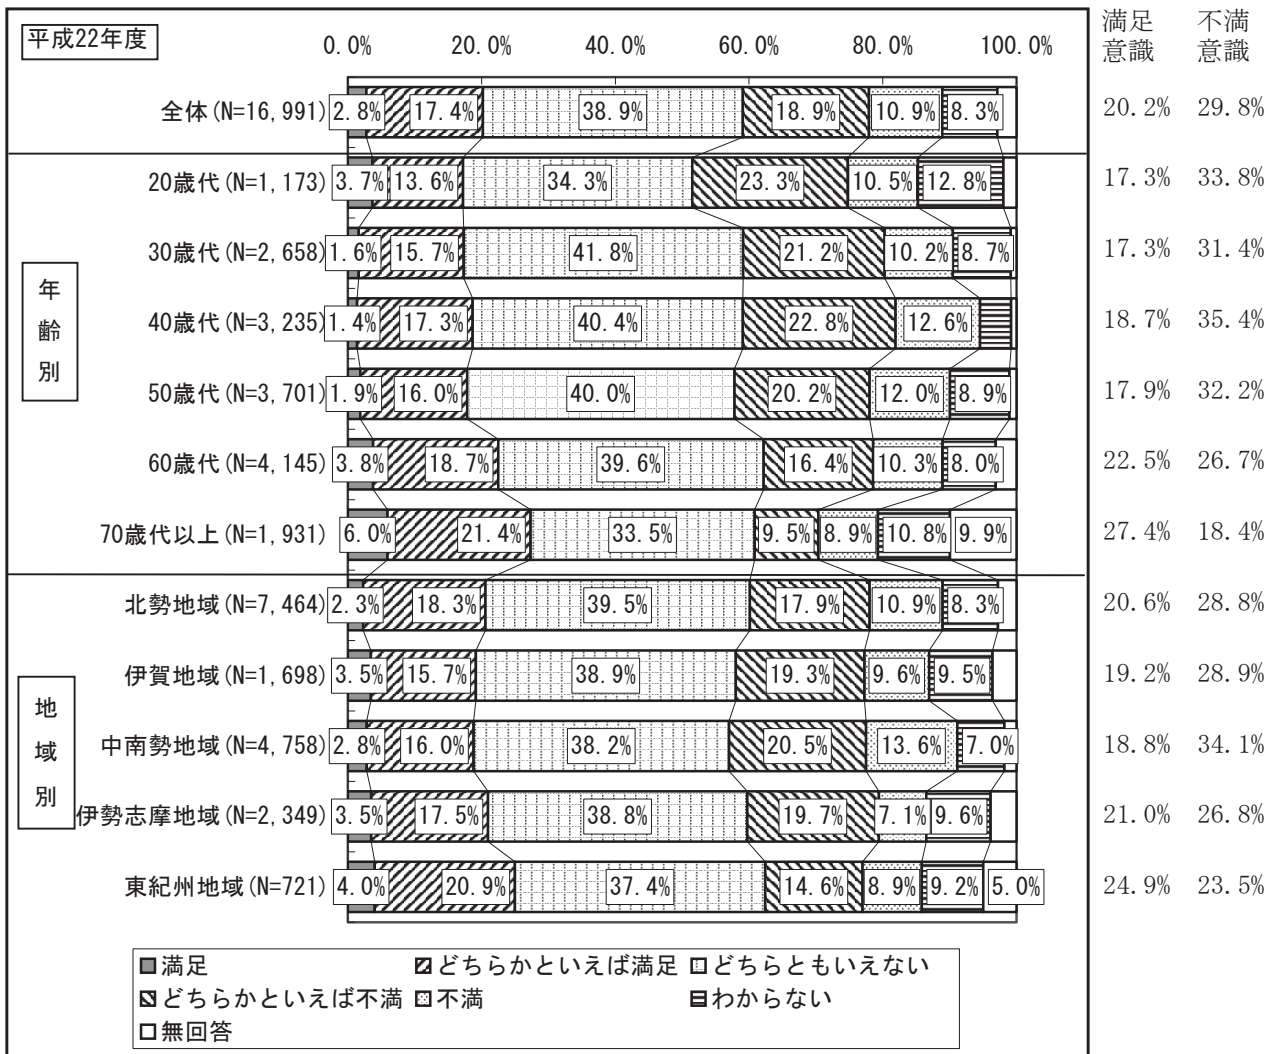 平成22年度
0.0% 20.0% 40.0% 60.0% 80.0% 100.0%
満足意識 不満意識
全体(N=16,991) 2.8% 17.4% 38.9% 18.9% 10.9% 8.3% 20.2% 29.8%
年齢別
20歳代(N=1,173) 3.7% 13.6% 34.3% 23.3% 10.5% 12.8% 17.3% 33.8%
30歳代(N=2,658) 1.6% 15.7% 41.8% 21.2% 10.2% 8.7% 17.3% 31.4%
40歳代(N=3,235) 1.4% 17.3% 40.4% 22.8% 12.6% 18.7% 35.4%
50歳代(N=3,701) 1.9% 16.0% 40.0% 20.2% 12.0% 8.9% 17.9% 32.2%
60歳代(N=4,145) 3.8% 18.7% 39.6% 16.4% 10.3% 8.0% 22.5% 26.7%
70歳代以上(N=1,931) 6.0% 21.4% 33.5% 9.5% 8.9% 10.8% 9.9% 27.4% 18.4%
地域別
北勢地域(N=7,464) 2.3% 18.3% 39.5% 17.9% 10.9% 8.3% 20.6% 28.8%
伊賀地域(N=1,698) 3.5% 15.7% 38.9% 19.3% 9.6% 9.5% 19.2% 28.9%
中南勢地域(N=4,758) 2.8% 16.0% 38.2% 20.5% 13.6% 7.0% 18.8% 34.1%
伊勢志摩地域(N=2,349) 3.5% 17.5% 38.8% 19.7% 7.1% 9.6% 21.0% 26.8%
東紀州地域(N=721) 4.0% 20.9% 37.4% 14.6% 8.9% 9.2% 5.0% 24.9% 23.5%
満足 どちらかといえば満足 どちらともいえない
どちらかといえば不満 不満 わからない
無回答